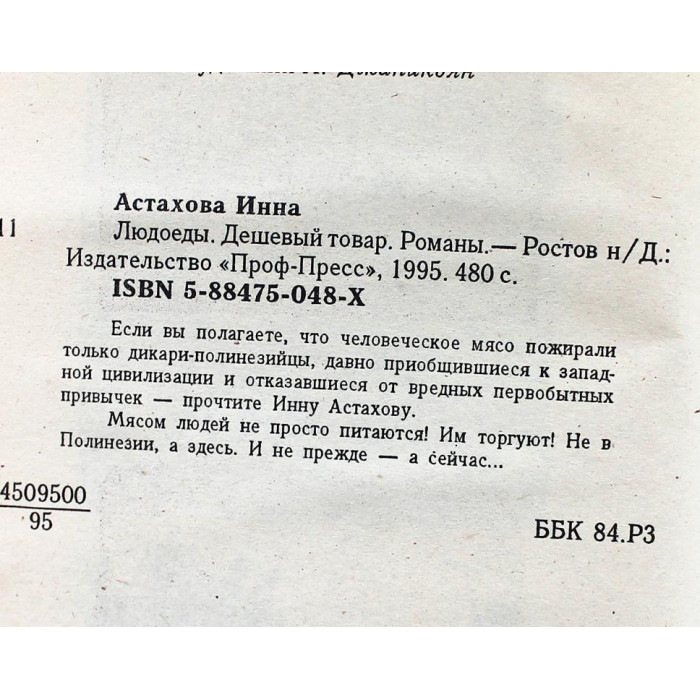 Астахова Инна
11
Людоеды. Дешевый товар. Романы.— Ростов н/Д.:
Издательство «Проф-Пресс», 1995. 480 с.
ISBN 5-88475-048-X
Если вы полагаете, что человеческое мясо пожирали
только дикари-полинезийцы, давно приобщившиеся к запад-
ной цивилизации и отказавшиеся от вредных первобытных
привычек — прочтите Инну Астахову.
Мясом людей не просто питаются! Им торгуют! Не в
Полинезии, а здесь. И не прежде — а сейчас...
4509500
95
ББК 84.Р3